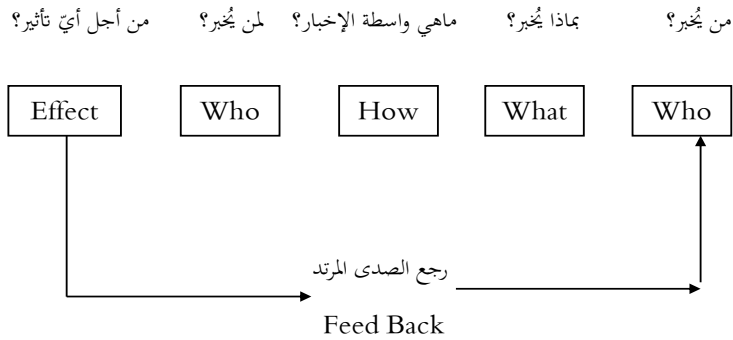 من يُخبر؟ بماذا يُخبر؟ ماهي واسطة الإخبار؟ لمن يُخبر؟ من أجل أيّ تأثير؟
Effect Who How What Who
رجع الصدى المرتد
Feed Back